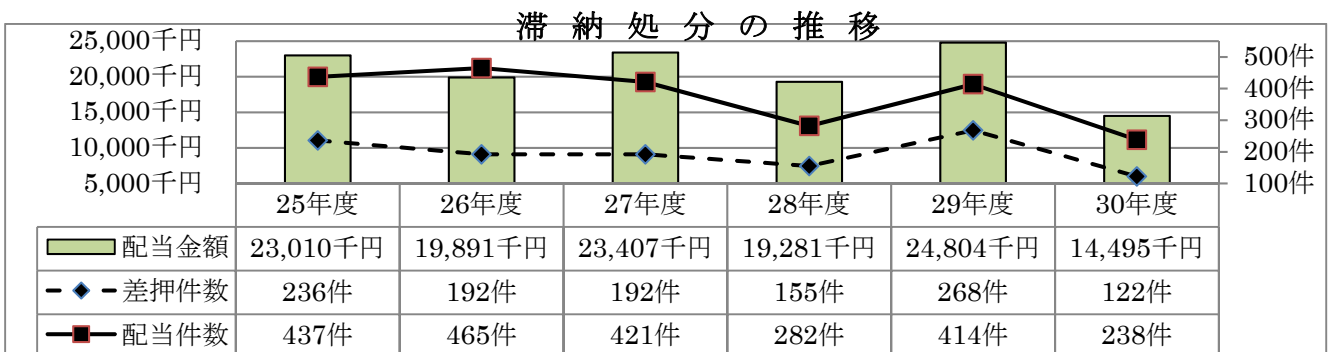 滞納処分の推移
25,000千円
20,000千円
15,000千円
10,000千円
5,000千円
500件
400件
300件
200件
100件
25年度 26年度 27年度 28年度 29年度 30年度
配当金額 23,010千円 19,891千円 23,407千円 19,281千円 24,804千円 14,495千円
差押件数 236件 192件 192件 155件 268件 122件
配当件数 437件 465件 421件 282件 414件 238件